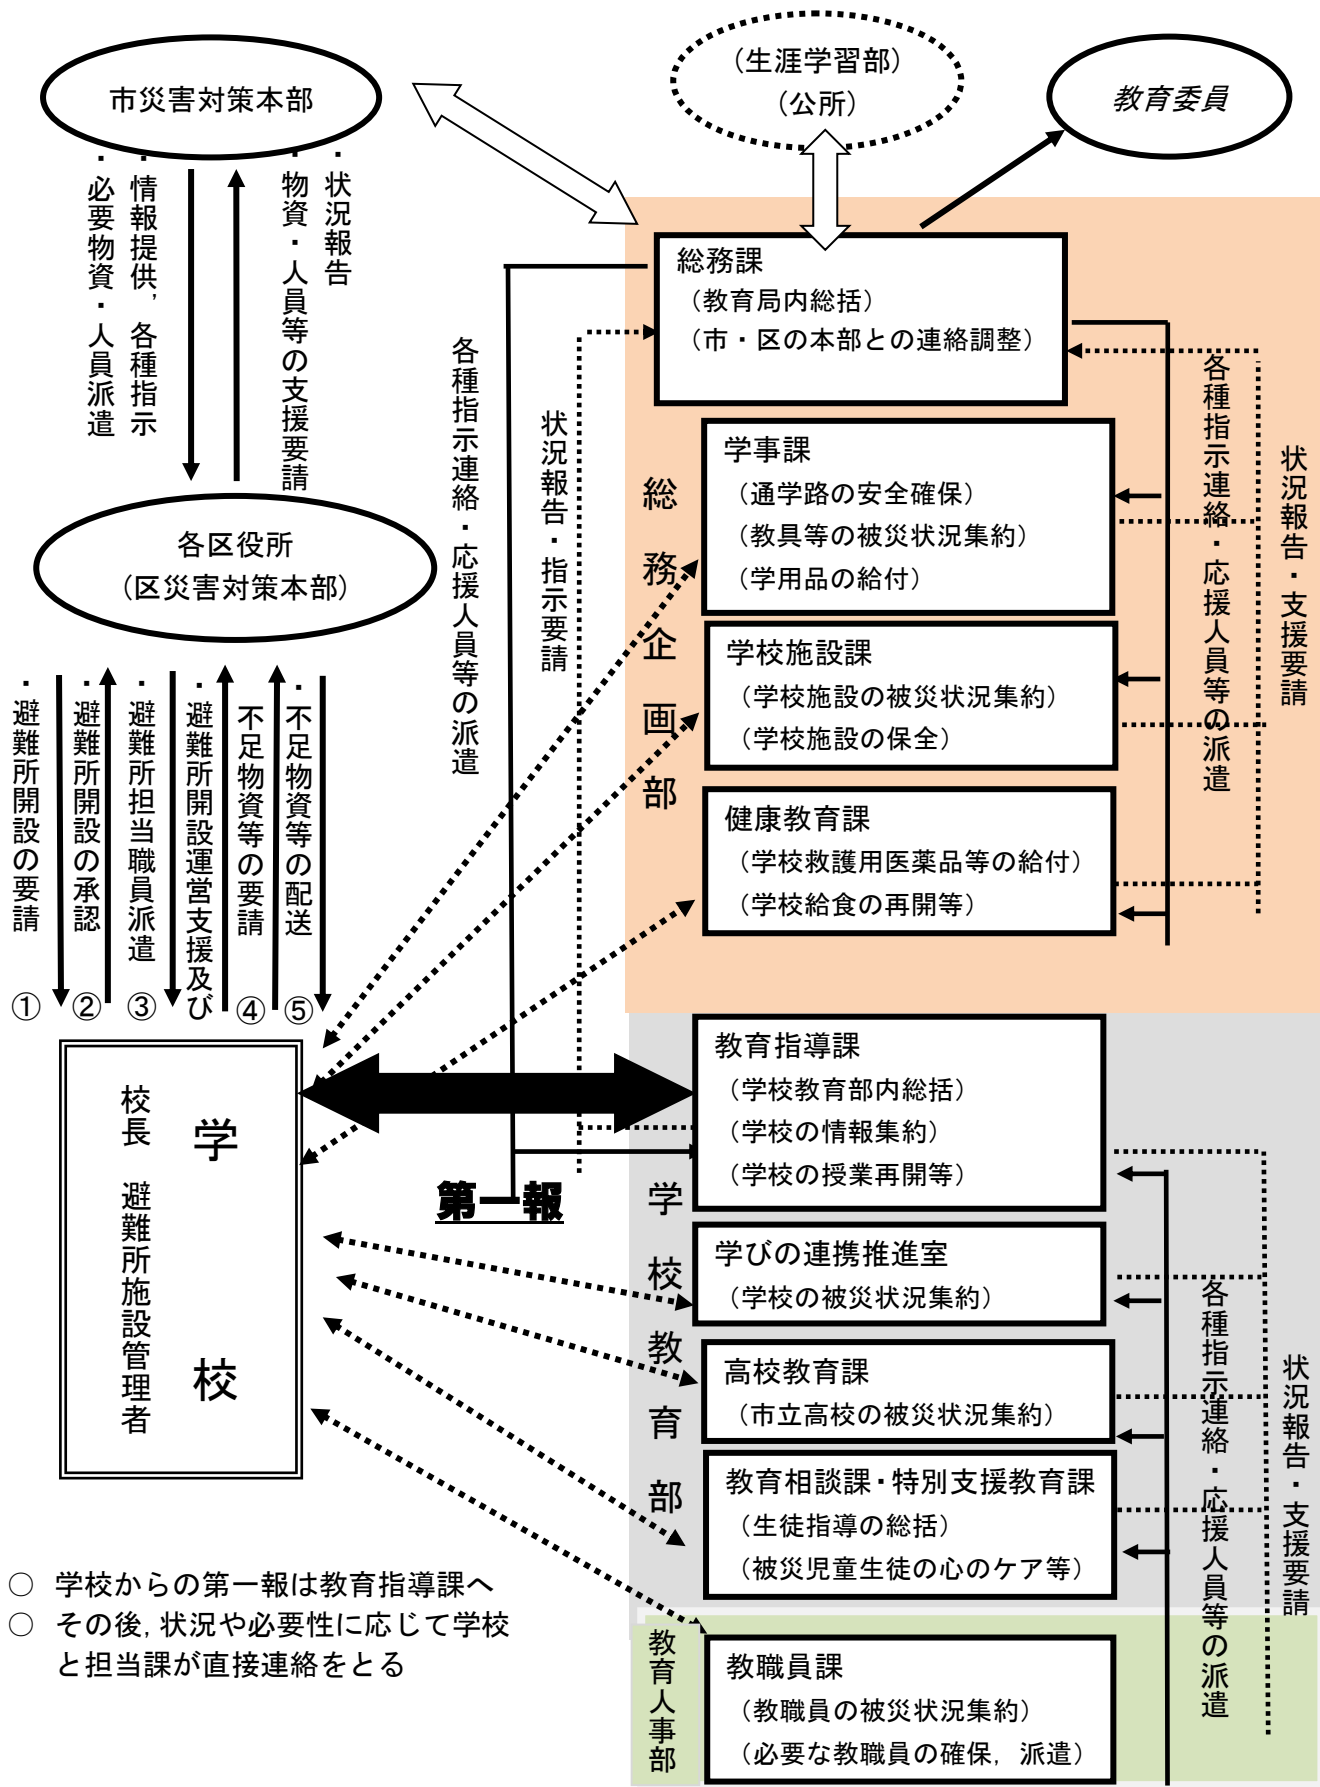 市災害対策本部
(生涯学習部)
(公所)
教育委員
・状況報告
・物資・人員等の支援要請
・情報提供，各種指示
・必要物資・人員派遣
各区役所
(区災害対策本部)
・避難所開設の要請 ①
・避難所開設の承認 ②
・避難所担当職員派遣 ③
・避難所開設運営支援及び
不足物資等の要請 ④
・不足物資等の配送 ⑤
学校
校長 避難所施設管理者
各種指示連絡・応援人員等の派遣
状況報告・指示要請
第一報
総務企画部
総務課
（教育局内総括）
（市・区の本部との連絡調整）
学事課
（通学路の安全確保）
（教具等の被災状況集約）
（学用品の給付）
学校施設課
（学校施設の被災状況集約）
（学校施設の保全）
健康教育課
（学校救護用医薬品等の給付）
（学校給食の再開等）
各種指示連絡・応援人員等の派遣
状況報告・支援要請
学校教育部
教育指導課
（学校教育部内総括）
（学校の情報集約）
（学校の授業再開等）
学びの連携推進室
（学校の被災状況集約）
高校教育課
（市立高校の被災状況集約）
教育相談課・特別支援教育課
（生徒指導の総括）
（被災児童生徒の心のケア等）
各種指示連絡・応援人員等の派遣
状況報告・支援要請
教育人事部
教職員課
（教職員の被災状況集約）
（必要な教職員の確保，派遣）
○ 学校からの第一報は教育指導課へ
○ その後，状況や必要性に応じて学校
と担当課が直接連絡をとる